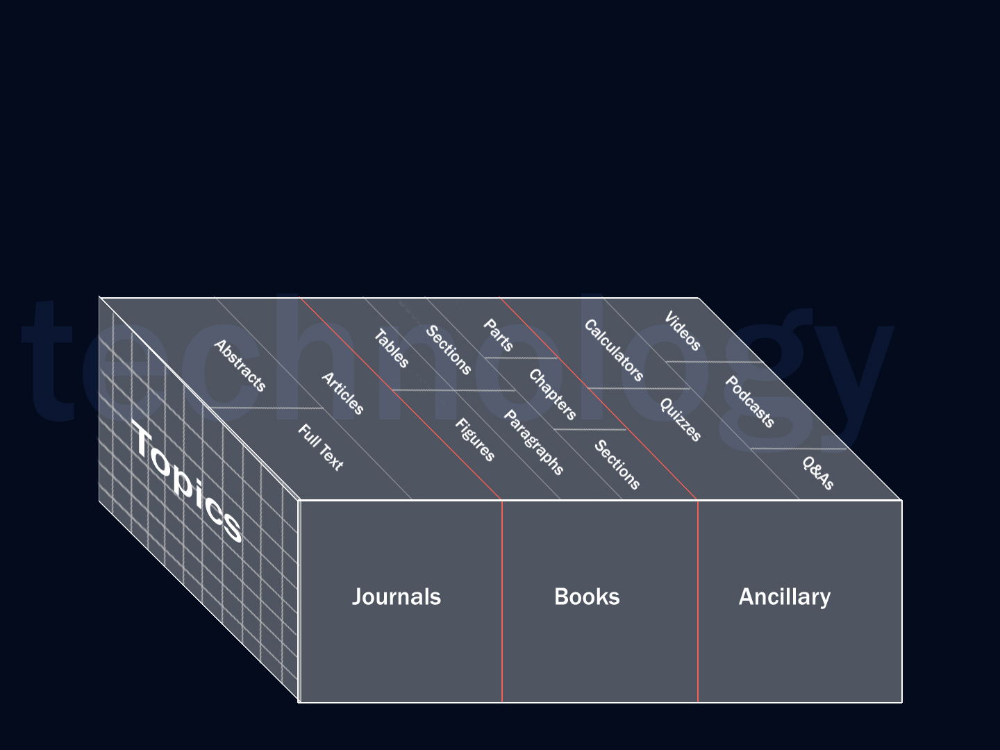 technology
Videos
Parts
Calculators
Sections
Tables
Abstracts
Articles
Chapters
Podcasts
Quizzes
Paragraphs
Figures
Full Text
Sections
Q&As
Topics
Journals
Books
Ancillary